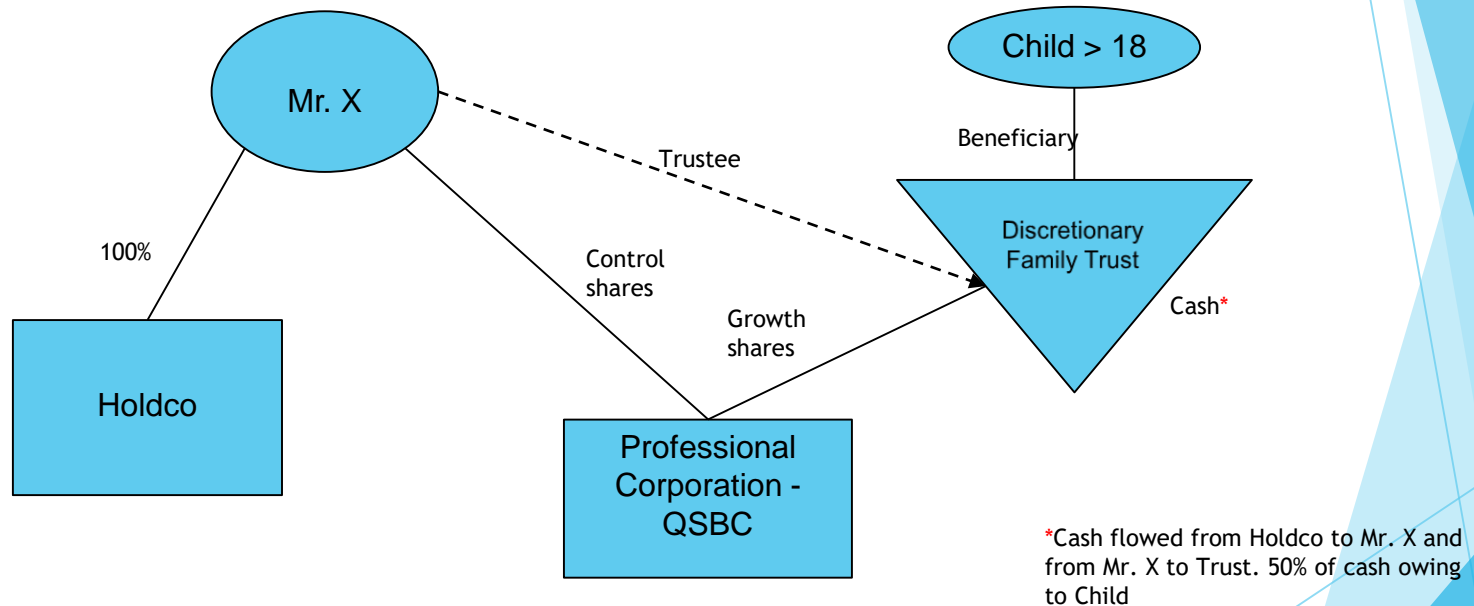 Mr. X
Child > 18
Beneficiary
Trustee
Discretionary
Family Trust
100%
Control
shares
Growth
shares
Cash*
Holdco
Professional
Corporation -
QSBC
*Cash flowed from Holdco to Mr. X and
from Mr. X to Trust. 50% of cash owing
to Child